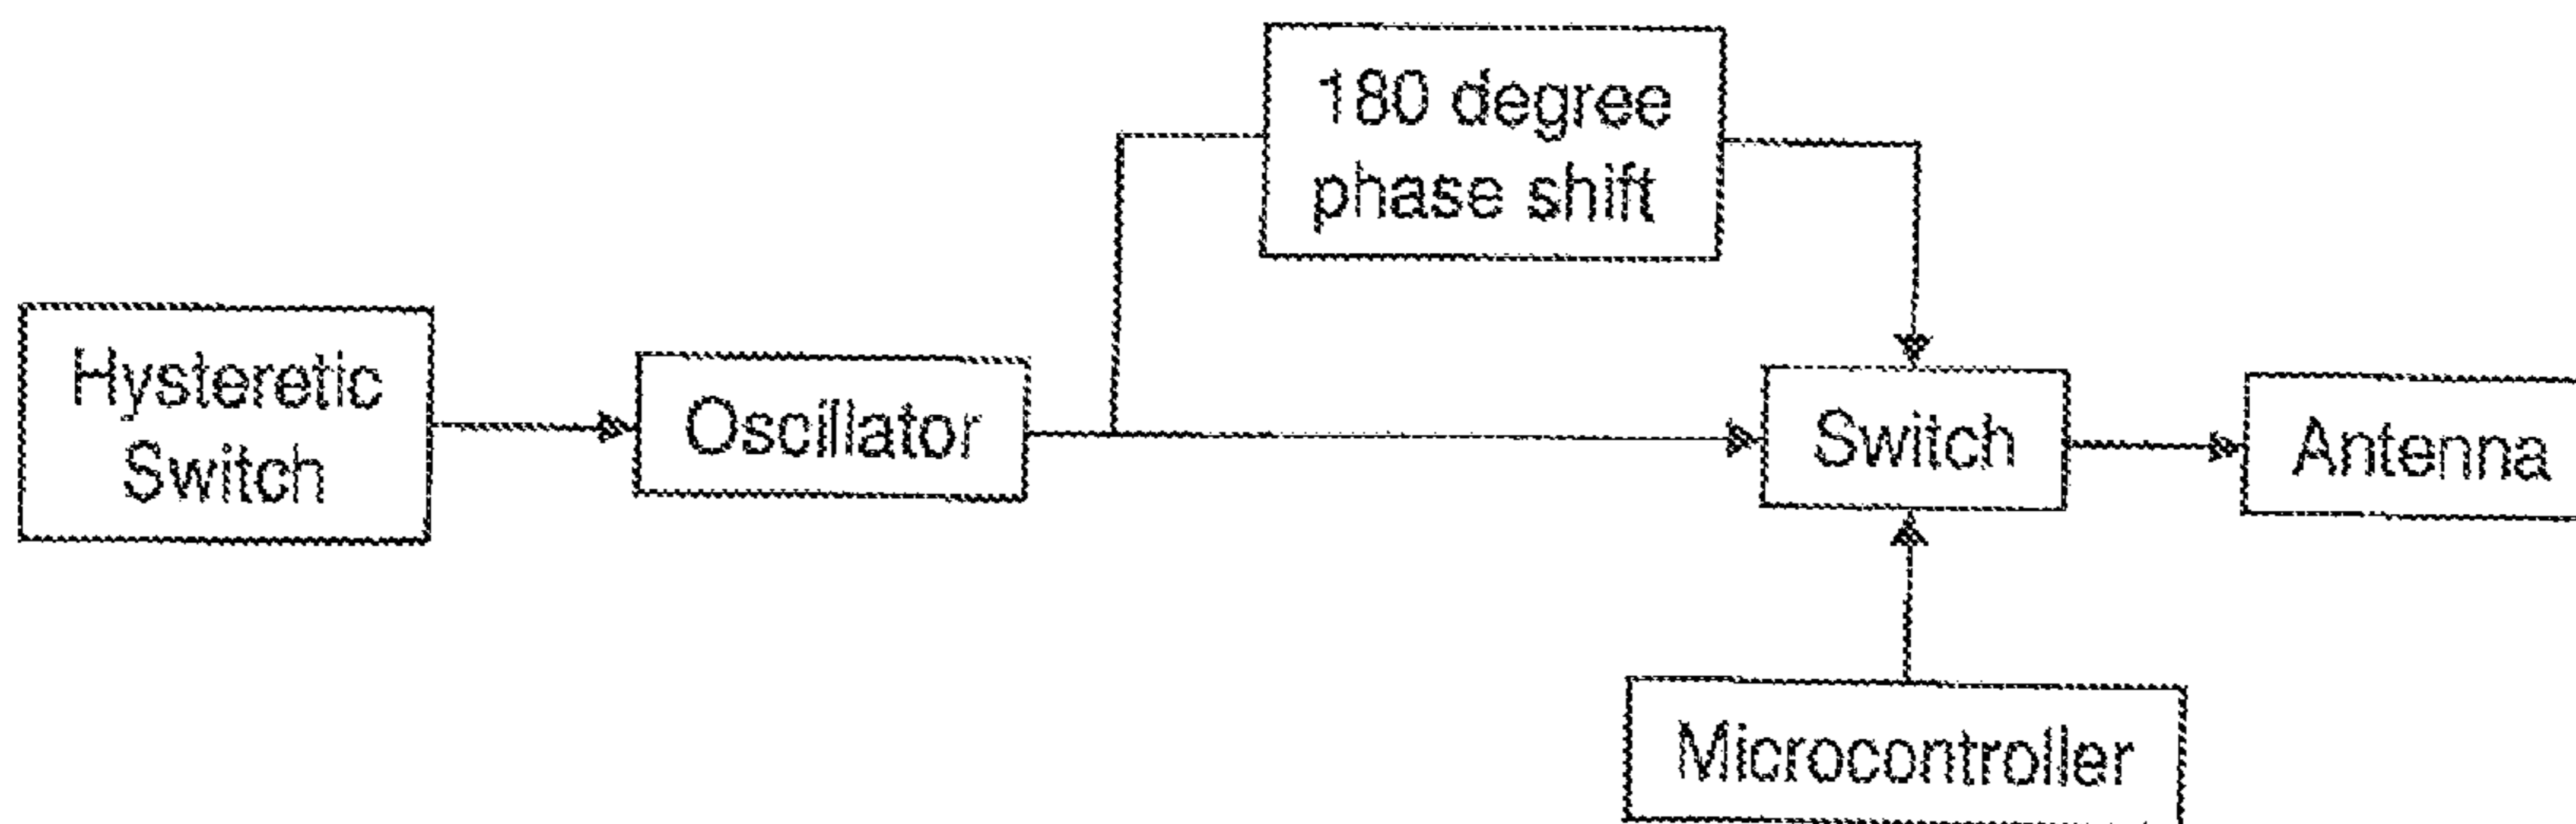 180 degree
phase shift
Hysteretic
Switch
Oscillator
Switch
Antenna
Microcontroller